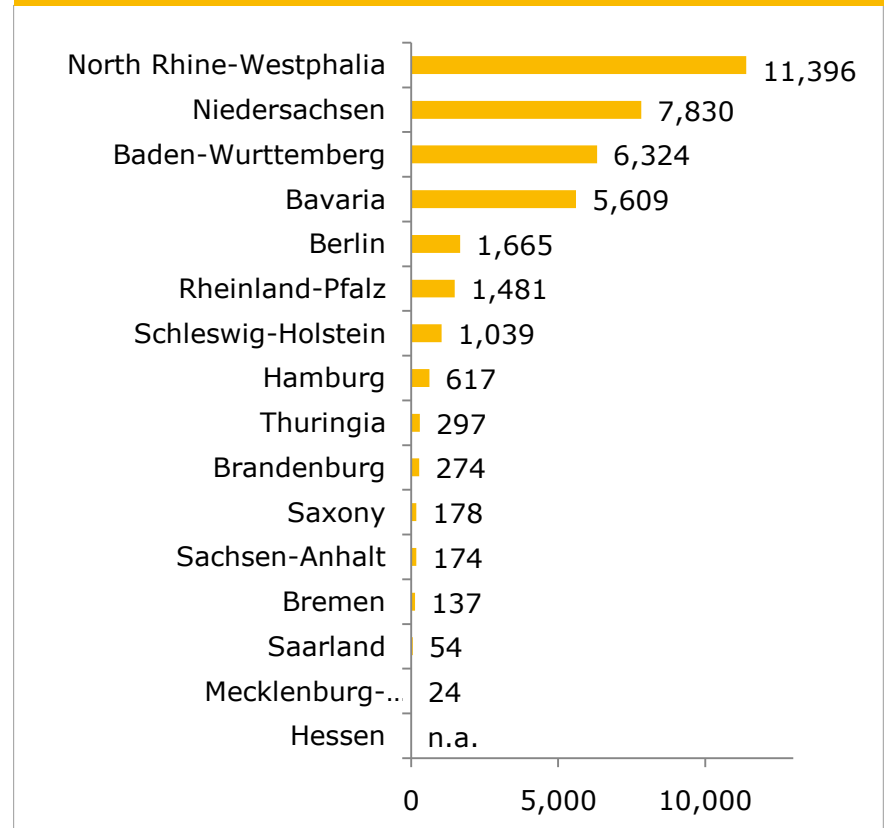 North Rhine-Westphalia 11,396
Niedersachsen 7,830
Baden-Wurttemberg 6,324
Bavaria 5,609
Berlin 1,665
Rheinland-Pfalz 1,481
Schleswig-Holstein 1,039
Hamburg 617
Thuringia 297
Brandenburg 274
Saxony 178
Sachsen-Anhalt 174
Bremen 137
Saarland 54
Mecklenburg-… 24
Hessen n.a.
0 5,000 10,000